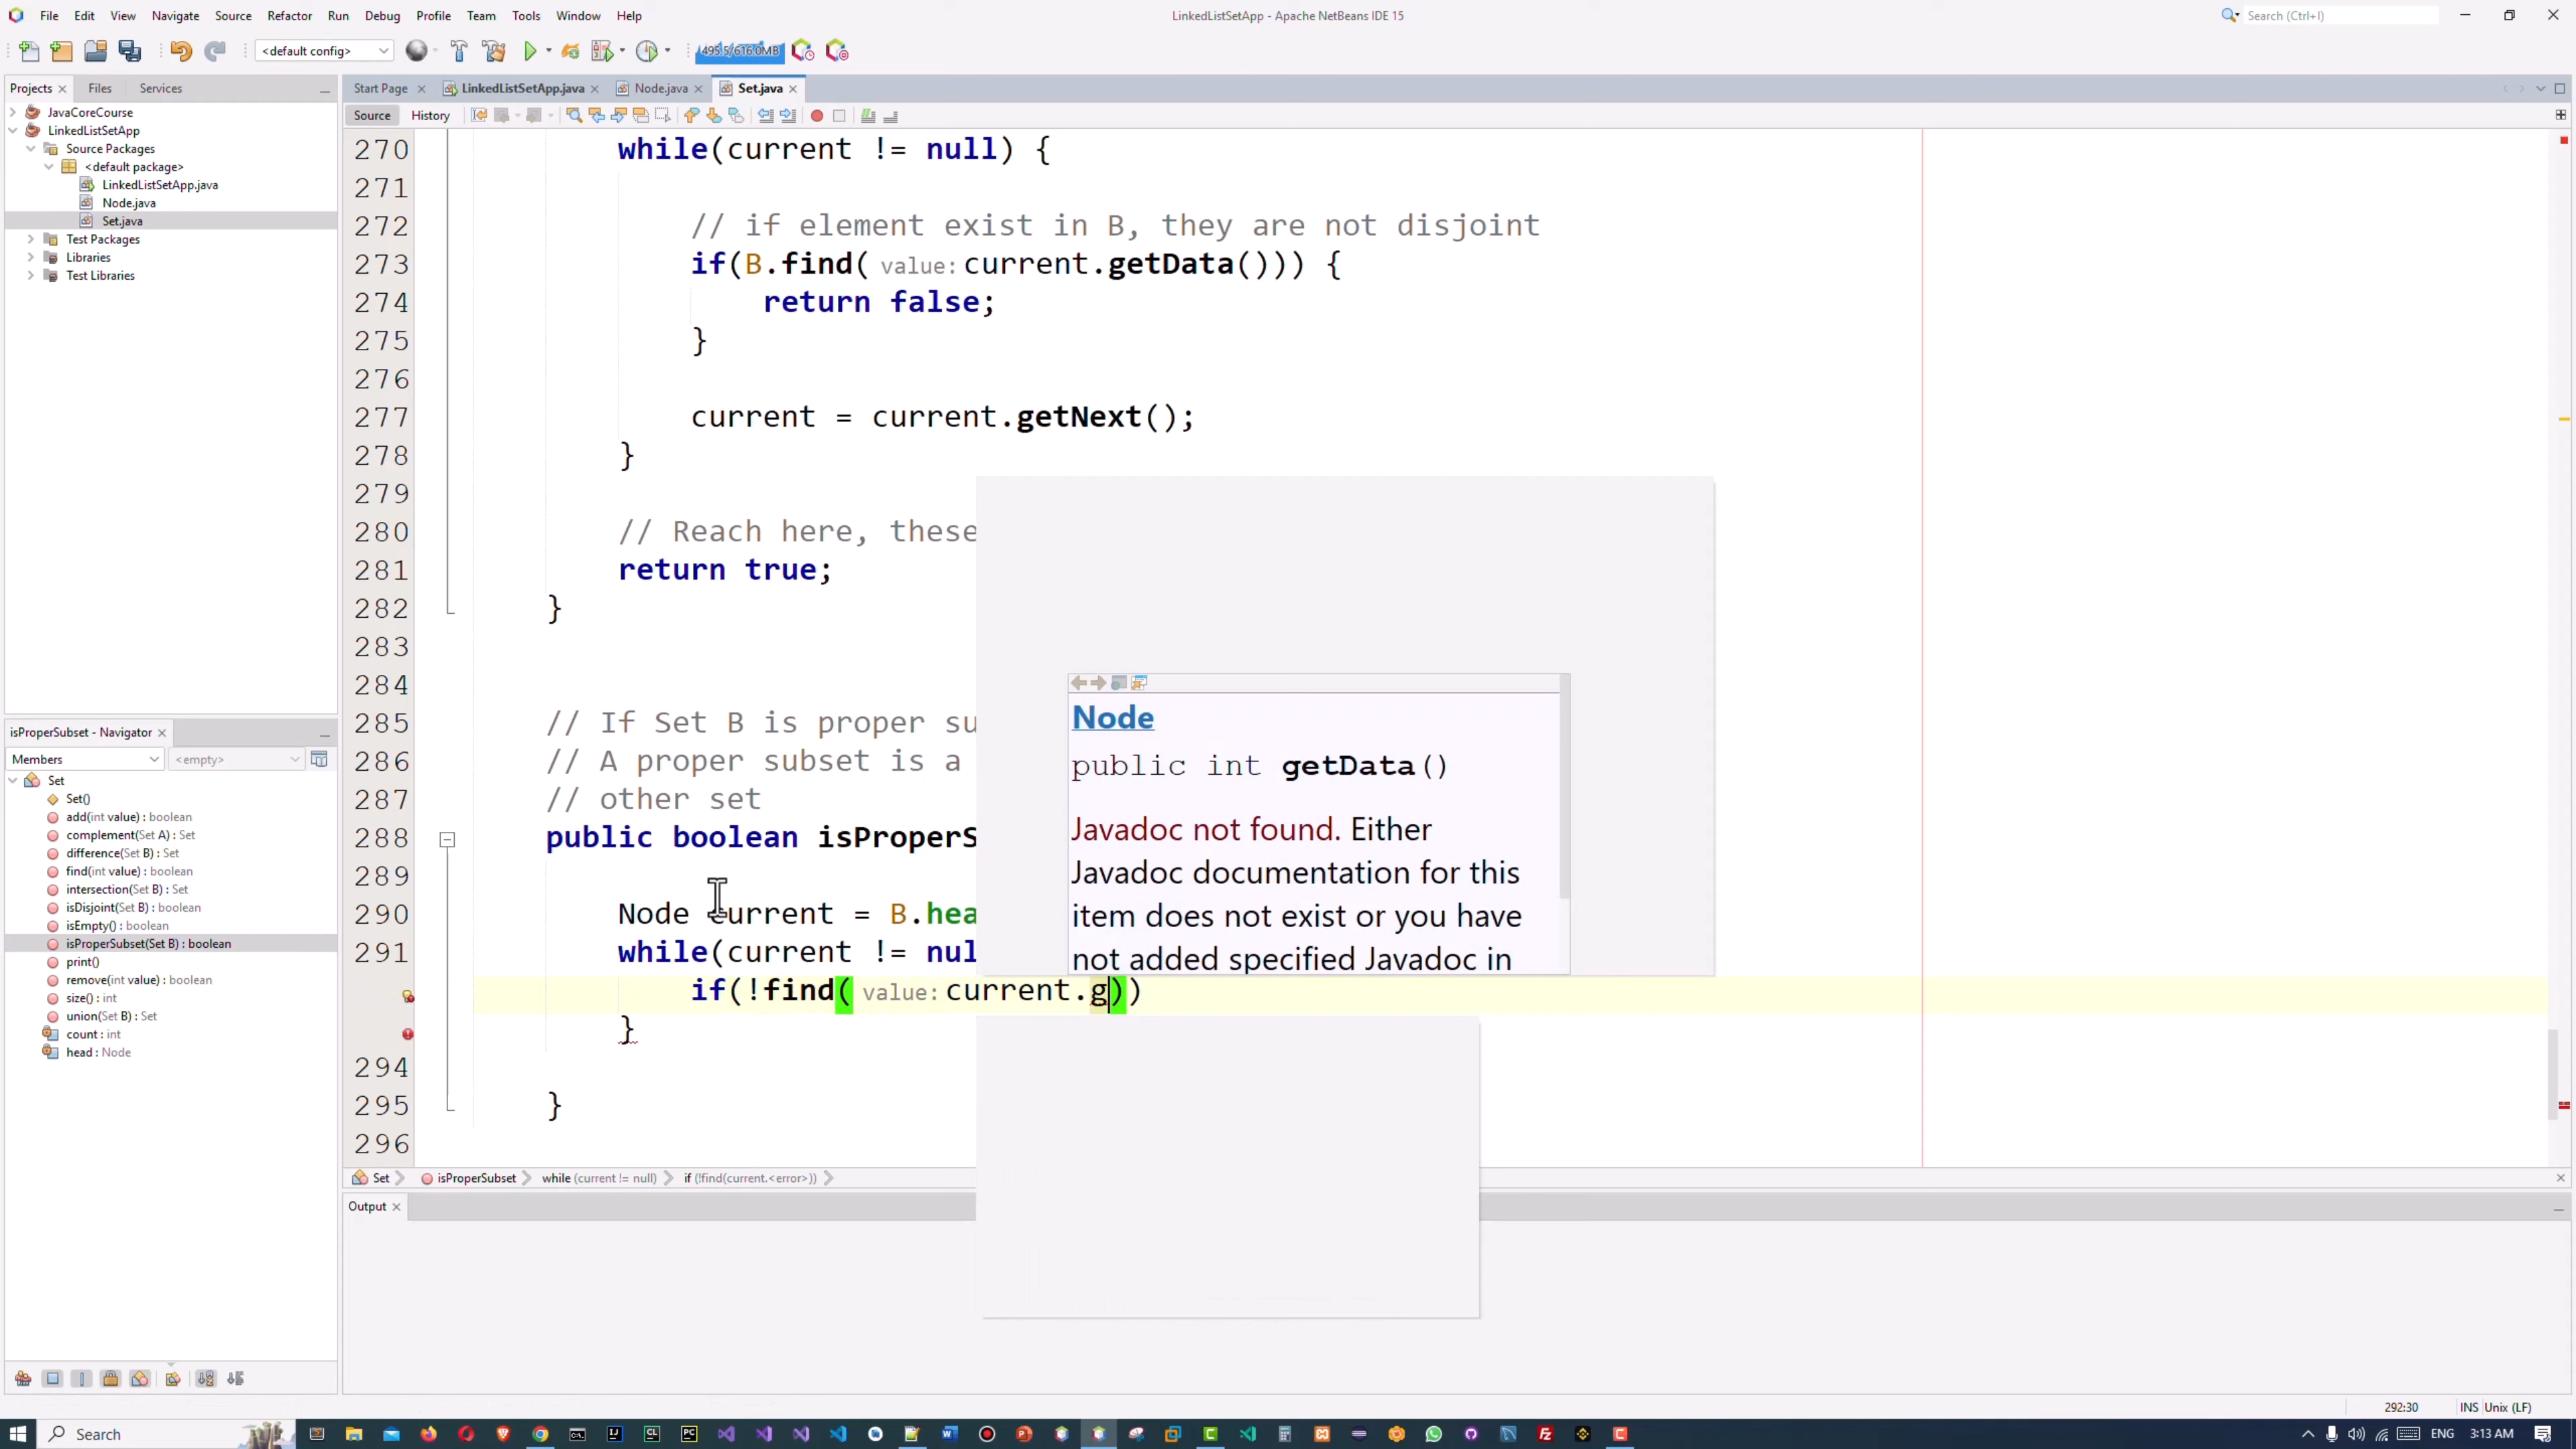 File Edit View Navigate Source Refactor Run Debug Profile Team Tools Window Help
LinkedListSetApp - Apache NetBeans IDE 15
Search (Ctrl+I)
<default config>
495.5/616.0MB
Projects
Files
Services
Start Page
LinkedListSetApp.java
Node.java
Set.java
Source
History
JavaCoreCourse
LinkedListSetApp
Source Packages
<default package>
LinkedListSetApp.java
Node.java
Set.java
Test Packages
Libraries
Test Libraries
isProperSubset - Navigator
Members
<empty>
Set
Set()
add(int value) : boolean
complement(Set A) : Set
difference(Set B) : Set
find(int value) : boolean
intersection(Set B) : Set
isDisjoint(Set B) : boolean
isEmpty() : boolean
isProperSubset(Set B) : boolean
print()
remove(int value) : boolean
size() : int
union(Set B) : Set
count : int
head : Node
270 while(current != null) {
271
272 // if element exist in B, they are not disjoint
273 if(B.find( value: current.getData())) {
274 return false;
275 }
276
277 current = current.getNext();
278 }
279
280 // Reach here, these
281 return true;
282 }
283
284
285 // If Set B is proper su
286 // A proper subset is a
287 // other set
288 public boolean isProperS
289
290 Node current = B.hea
291 while(current != nul
if(!find( value: current.g))
}
294
295 }
296
Node
public int getData()
Javadoc not found. Either
Javadoc documentation for this
item does not exist or you have
not added specified Javadoc in
Set
isProperSubset
while (current != null)
if (!find(current.<error>))
Output
292:30
INS Unix (LF)
Search
ENG
3:13 AM